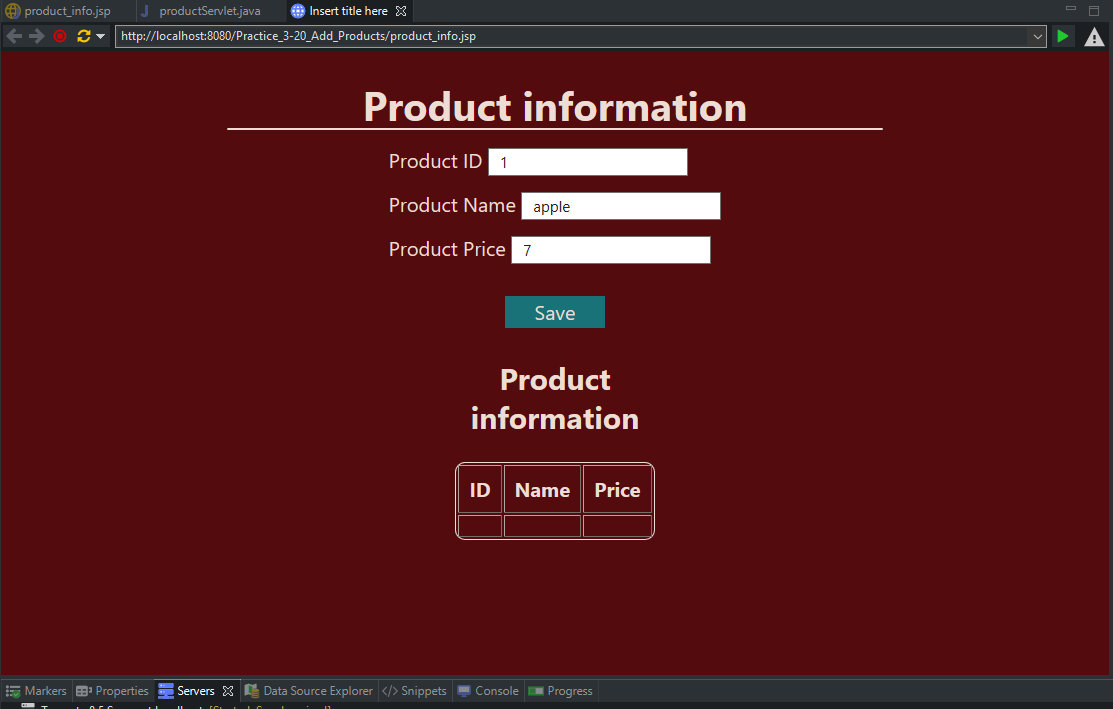 product_info.jsp productServlet.java Insert title here
http://localhost:8080/Practice_3-20_Add_Products/product_info.jsp
Product information
Product ID 1
Product Name apple
Product Price 7
Save
Product
information
ID Name Price
Markers Properties Servers Data Source Explorer Snippets Console Progress